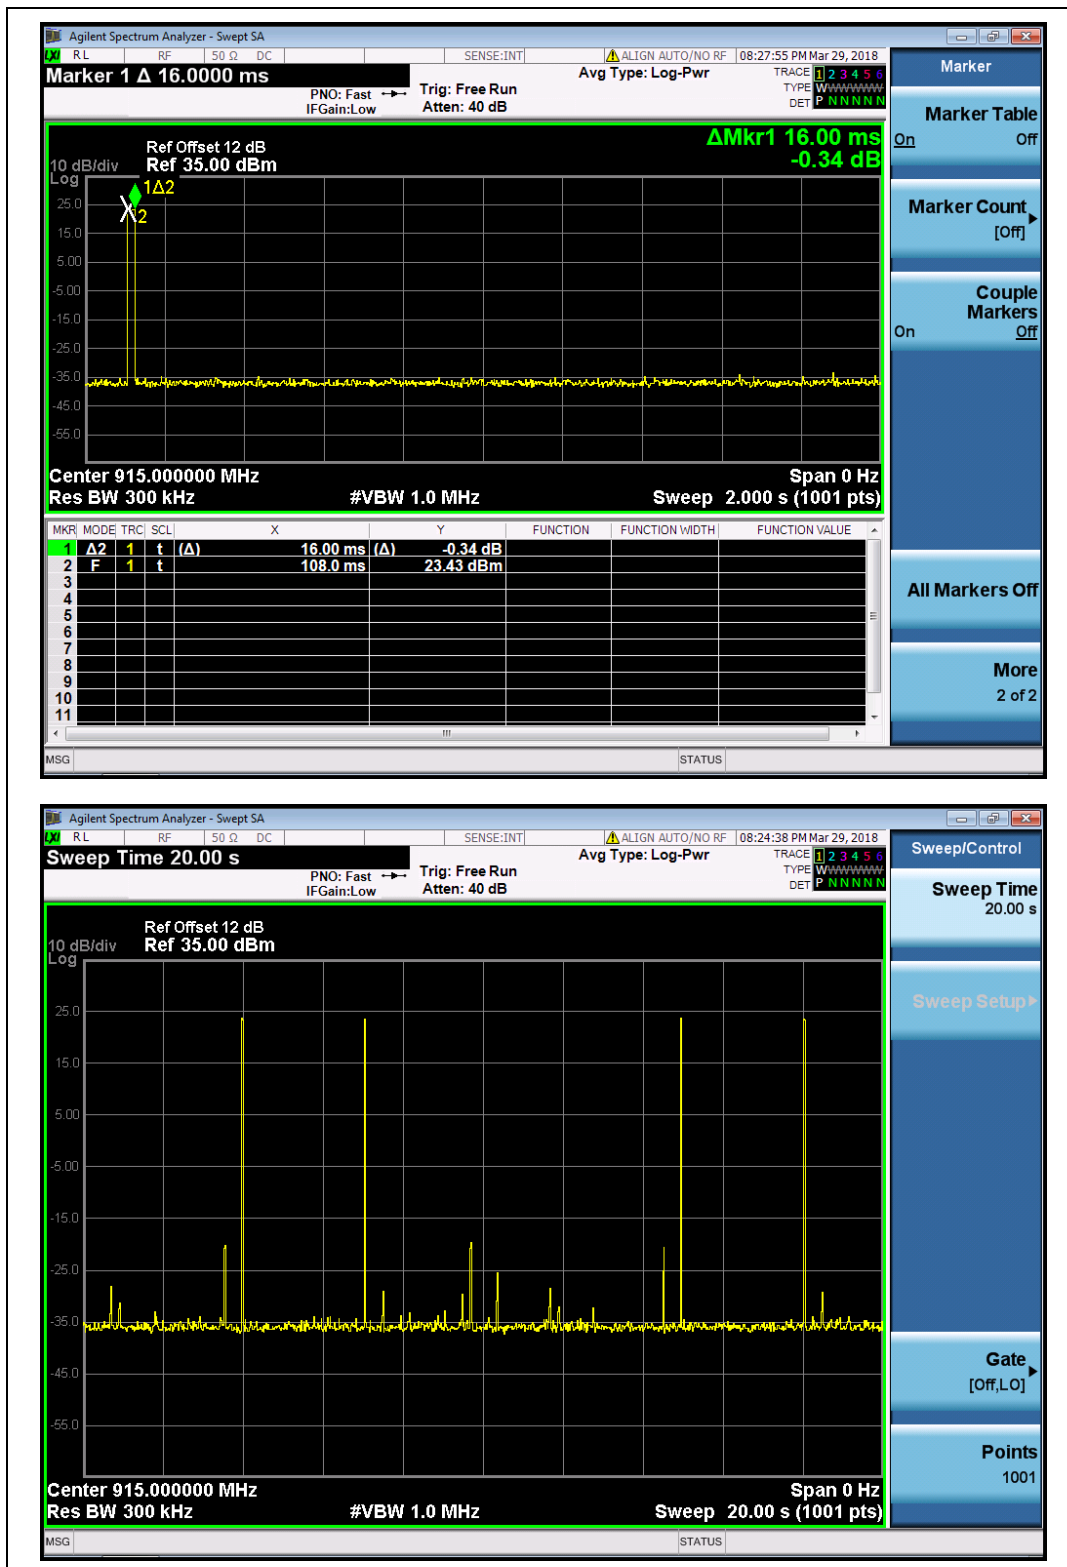 Agilent Spectrum Analyzer - Swept SA
LXI RL RF 50 Ω DC SENSE:INT ALIGN AUTO/NO RF 08:27:55 PM Mar 29, 2018
Marker 1 Δ 16.0000 ms
PNO: Fast
IFGain:Low
Trig: Free Run
Atten: 40 dB
Avg Type: Log-Pwr
TRACE 1 2 3 4 5 6
TYPE W
DET P N N N N N
Marker
Marker Table
On Off
Marker Count
[Off]
Couple
Markers
On Off
All Markers Off
More
2 of 2
ΔMkr1 16.00 ms
-0.34 dB
Ref Offset 12 dB
10 dB/div Ref 35.00 dBm
Log
1Δ2
2
25.0
15.0
5.00
-5.00
-15.0
-25.0
-35.0
-45.0
-55.0
Center 915.000000 MHz Span 0 Hz
Res BW 300 kHz #VBW 1.0 MHz Sweep 2.000 s (1001 pts)
MKR MODE TRC SCL X Y FUNCTION FUNCTION WIDTH FUNCTION VALUE
1 Δ2 1 t (Δ) 16.00 ms (Δ) -0.34 dB
2 F 1 t 108.0 ms 23.43 dBm
3
4
5
6
7
8
9
10
11
MSG STATUS
Agilent Spectrum Analyzer - Swept SA
LXI RL RF 50 Ω DC SENSE:INT ALIGN AUTO/NO RF 08:24:38 PM Mar 29, 2018
Sweep Time 20.00 s
PNO: Fast
IFGain:Low
Trig: Free Run
Atten: 40 dB
Avg Type: Log-Pwr
TRACE 1 2 3 4 5 6
TYPE W
DET P N N N N N
Sweep/Control
Sweep Time
20.00 s
Sweep Setup
Gate
[Off,LO]
Points
1001
Ref Offset 12 dB
10 dB/div Ref 35.00 dBm
Log
25.0
15.0
5.00
-5.00
-15.0
-25.0
-35.0
-45.0
-55.0
Center 915.000000 MHz Span 0 Hz
Res BW 300 kHz #VBW 1.0 MHz Sweep 20.00 s (1001 pts)
MSG STATUS